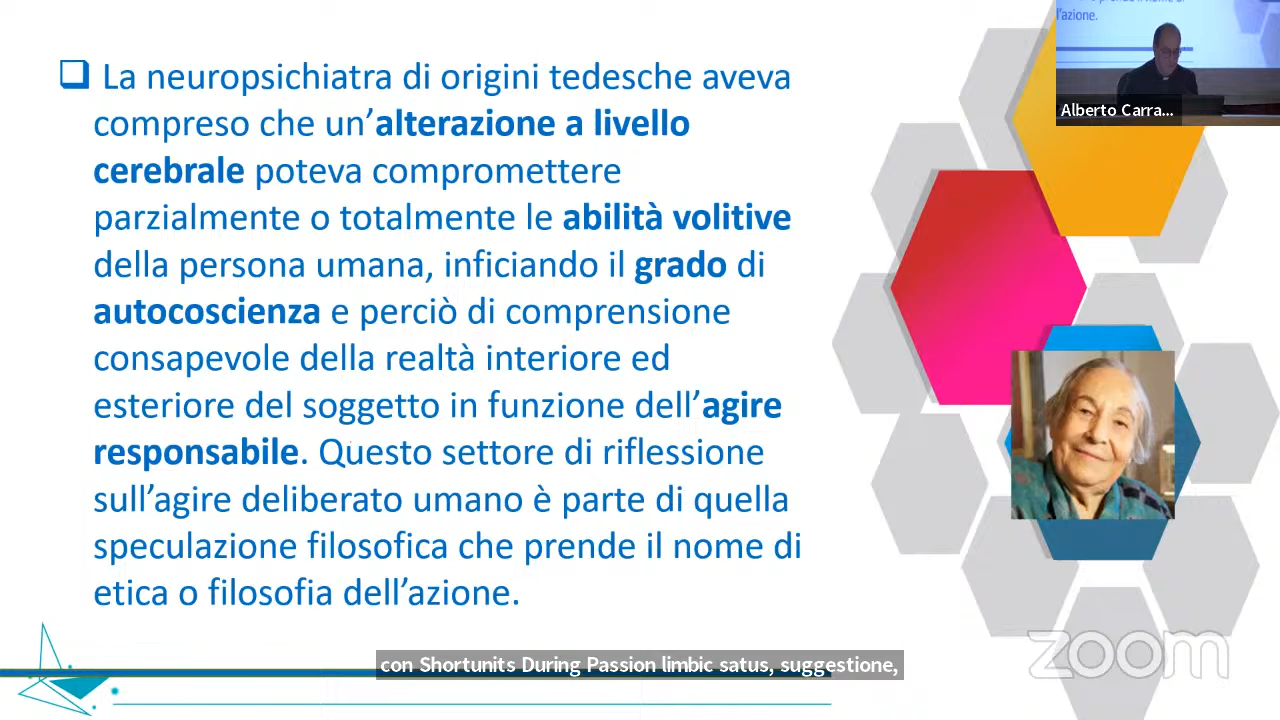 La neuropsichiatra di origini tedesche aveva
compreso che un’alterazione a livello
cerebrale poteva compromettere
parzialmente o totalmente le abilità volitive
della persona umana, inficiando il grado di
autocoscienza e perciò di comprensione
consapevole della realtà interiore ed
esteriore del soggetto in funzione dell’agire
responsabile. Questo settore di riflessione
sull’agire deliberato umano è parte di quella
speculazione filosofica che prende il nome di
etica o filosofia dell’azione.
l'azione.
Alberto Carra...
con Shortunits During Passion limbic satus, suggestione,
zoom